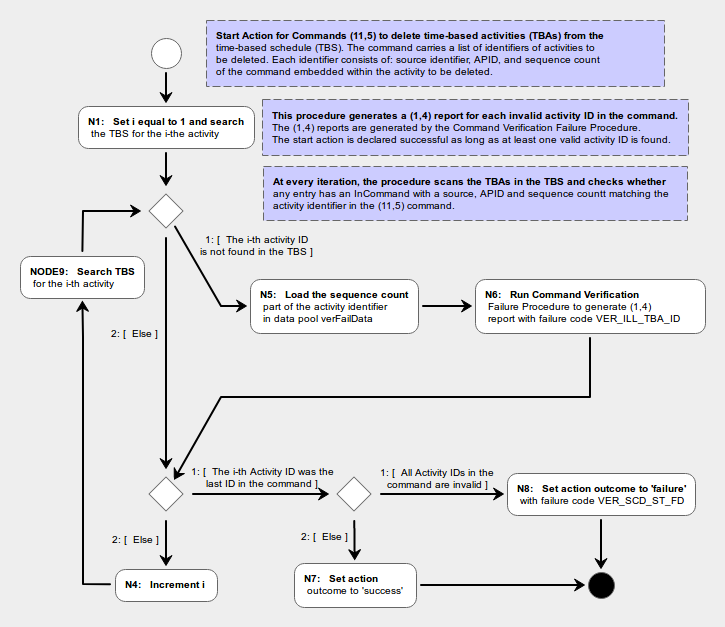 Start Action for Commands (11,5) to delete time-based activities (TBAs) from the
time-based schedule (TBS). The command carries a list of identifiers of activities to
be deleted. Each identifier consists of: source identifier, APID, and sequence count
of the command embedded within the activity to be deleted.
N1: Set i equal to 1 and search
the TBS for the i-the activity
This procedure generates a (1,4) report for each invalid activity ID in the command.
The (1,4) reports are generated by the Command Verification Failure Procedure.
The start action is declared successful as long as at least one valid activity ID is found.
At every iteration, the procedure scans the TBAs in the TBS and checks whether
any entry has an InCommand with a source, APID and sequence countt matching the
activity identifier in the (11,5) command.
1: [ The i-th activity ID
is not found in the TBS ]
NODE9: Search TBS
for the i-th activity
N5: Load the sequence count
part of the activity identifier
in data pool verFailData
N6: Run Command Verification
Failure Procedure to generate (1,4)
report with failure code VER_ILL_TBA_ID
2: [ Else ]
1: [ The i-th Activity ID was the
last ID in the command ]
1: [ All Activity IDs in the
command are invalid ]
N8: Set action outcome to 'failure'
with failure code VER_SCD_ST_FD
2: [ Else ]
2: [ Else ]
N4: Increment i
N7: Set action
outcome to 'success'